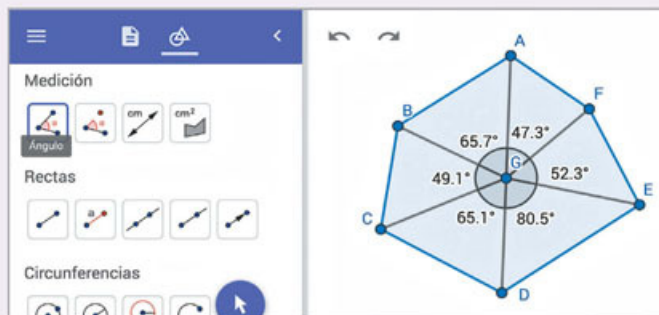 Medición
cm
cm²
Ángulo
Rectas
a
Circunferencias
A
B
F
65.7°
47.3°
G
49.1°
52.3°
E
C
65.1°
80.5°
D